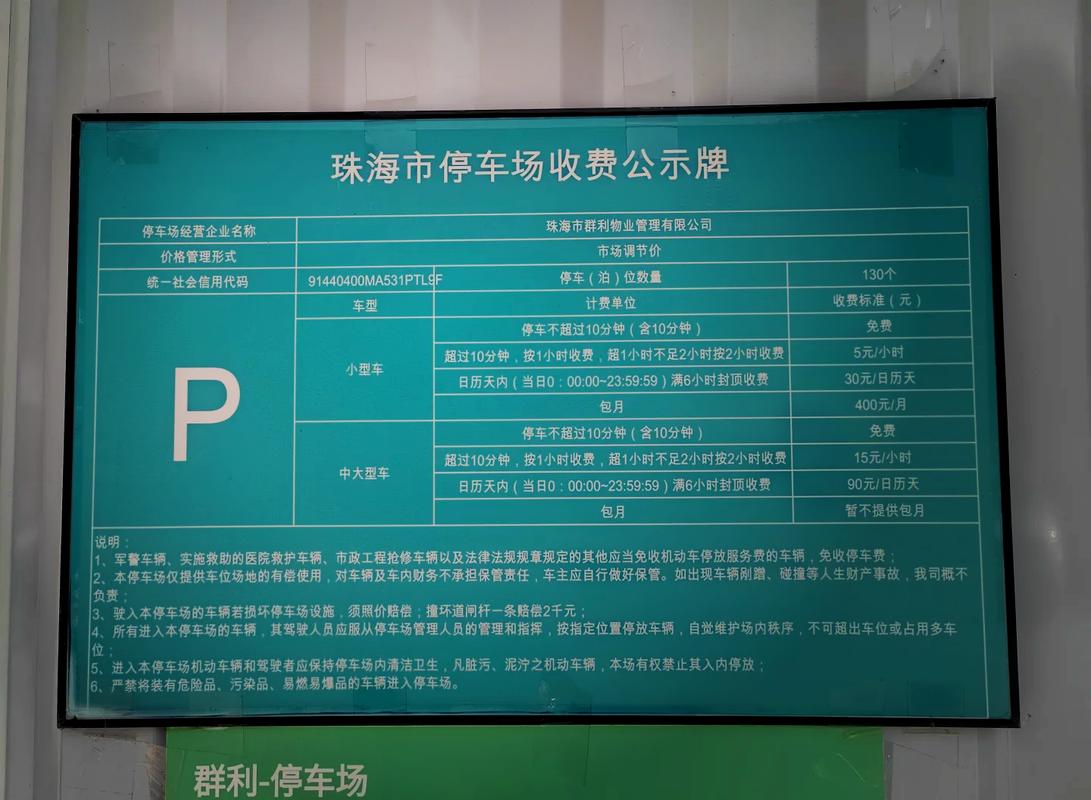 珠海市停车场收费公示牌
停车场经营企业名称 珠海市群利物业管理有限公司
价格管理形式 市场调节价
统一社会信用代码 91440400MA531PTL9F 停车（泊）位数量 130个
P
车型 计费单位 收费标准（元）
小型车
停车不超过10分钟（含10分钟） 免费
超过10分钟，按1小时收费，超1小时不足2小时按2小时收费 5元/小时
日历天内（当日0：00:00~23:59:59）满6小时封顶收费 30元/日历天
包月 400元/月
中大型车
停车不超过10分钟（含10分钟） 免费
超过10分钟，按1小时收费，超1小时不足2小时按2小时收费 15元/小时
日历天内（当日0：00:00~23:59:59）满6小时封顶收费 90元/日历天
包月 暂不提供包月
说明：
1、军警车辆、实施救助的医院救护车辆、市政工程抢修车辆以及法律法规规章规定的其他应当免收机动车停放服务费的车辆，免收停车费；
2、本停车场仅提供车位场地的有偿使用，对车辆及车内财务不承担保管责任，车主应自行做好保管。如出现车辆剐蹭、碰撞等人生财产事故，我司概不
负责；
3、驶入本停车场的车辆若损坏停车场设施，须照价赔偿；撞坏道闸杆一条赔偿2千元；
4、所有进入本停车场的车辆，其驾驶人员应服从停车场管理人员的管理和指挥，按指定位置停放车辆，自觉维护场内秩序，不可超出车位或占用多车
位；
5、进入本停车场机动车辆和驾驶者应保持停车场内清洁卫生，凡脏污、泥泞之机动车辆，本场有权禁止其入内停放；
6、严禁将装有危险品、污染品、易燃易爆品的车辆进入停车场。
群利-停车场